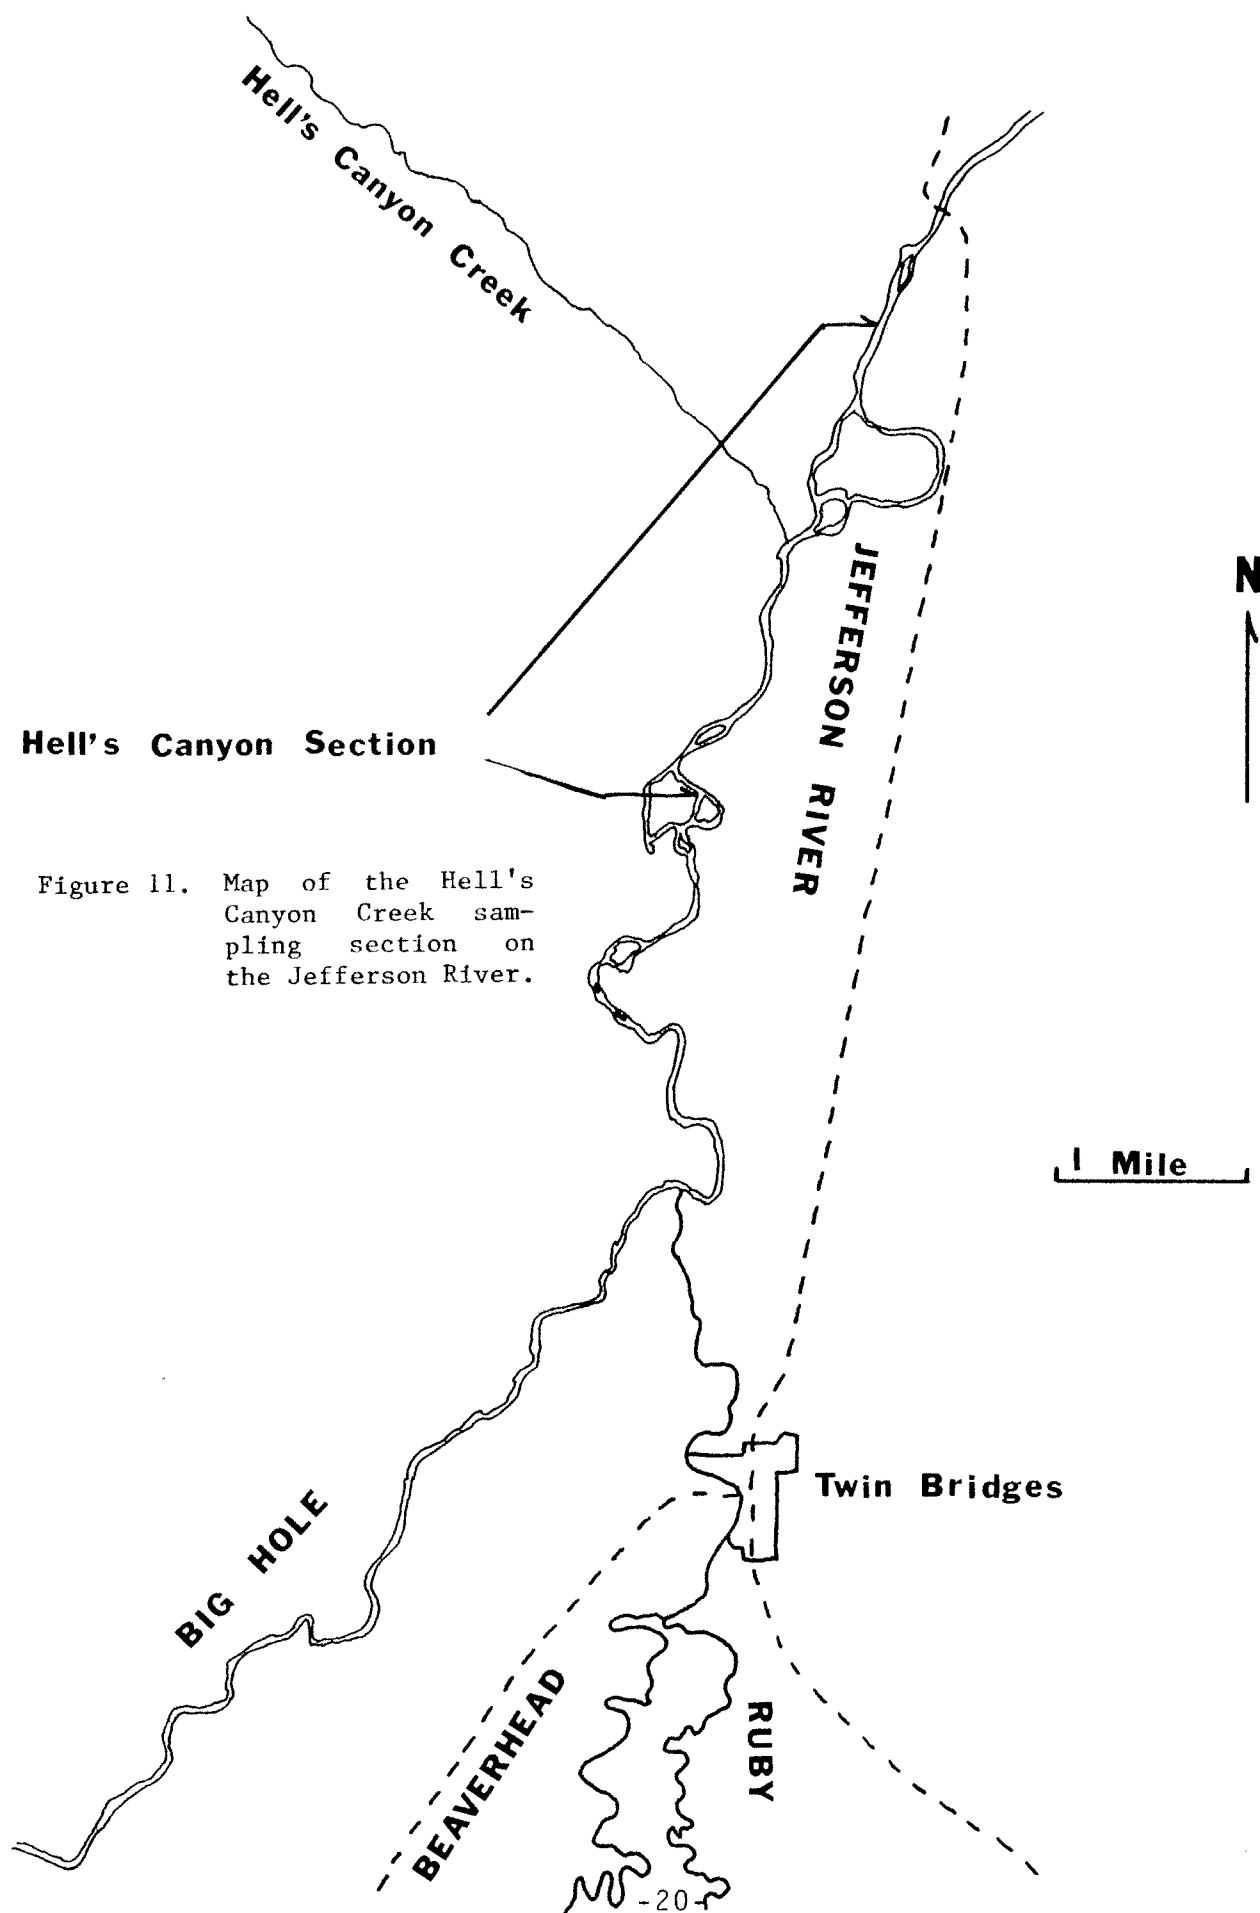 Hell's Canyon Creek
N
JEFFERSON RIVER
Hell's Canyon Section
Figure 11. Map of the Hell's
Canyon Creek sam-
pling section on
the Jefferson River.
1 Mile
Twin Bridges
BIG HOLE
BEAVERHEAD
RUBY
-20-